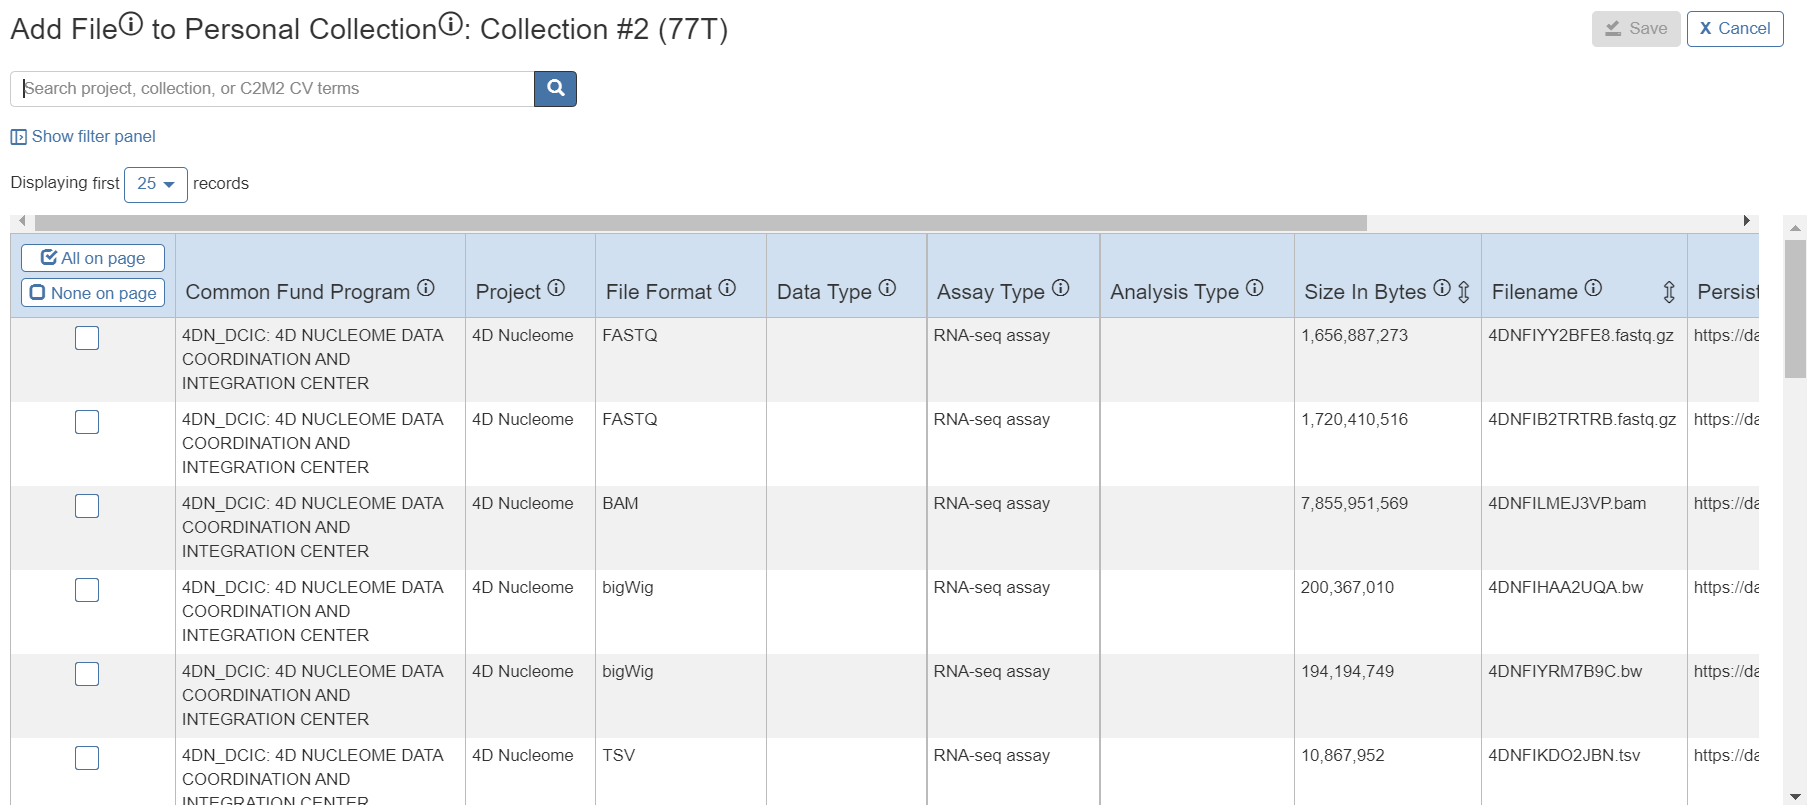 Add File to Personal Collection: Collection #2 (77T)
Save
X Cancel
Search project, collection, or C2M2 CV terms
Show filter panel
Displaying first 25 records
All on page
None on page
Common Fund Program
Project
File Format
Data Type
Assay Type
Analysis Type
Size In Bytes
Filename
Persist
4DN_DCIC: 4D NUCLEOME DATA
COORDINATION AND
INTEGRATION CENTER
4D Nucleome
FASTQ
RNA-seq assay
1,656,887,273
4DNFIYY2BFE8.fastq.gz
https://da
4DN_DCIC: 4D NUCLEOME DATA
COORDINATION AND
INTEGRATION CENTER
4D Nucleome
FASTQ
RNA-seq assay
1,720,410,516
4DNFIB2TRTRB.fastq.gz
https://da
4DN_DCIC: 4D NUCLEOME DATA
COORDINATION AND
INTEGRATION CENTER
4D Nucleome
BAM
RNA-seq assay
7,855,951,569
4DNFILMEJ3VP.bam
https://da
4DN_DCIC: 4D NUCLEOME DATA
COORDINATION AND
INTEGRATION CENTER
4D Nucleome
bigWig
RNA-seq assay
200,367,010
4DNFIHAA2UQA.bw
https://da
4DN_DCIC: 4D NUCLEOME DATA
COORDINATION AND
INTEGRATION CENTER
4D Nucleome
bigWig
RNA-seq assay
194,194,749
4DNFIYRM7B9C.bw
https://da
4DN_DCIC: 4D NUCLEOME DATA
COORDINATION AND
INTEGRATION CENTER
4D Nucleome
TSV
RNA-seq assay
10,867,952
4DNFIKDO2JBN.tsv
https://da